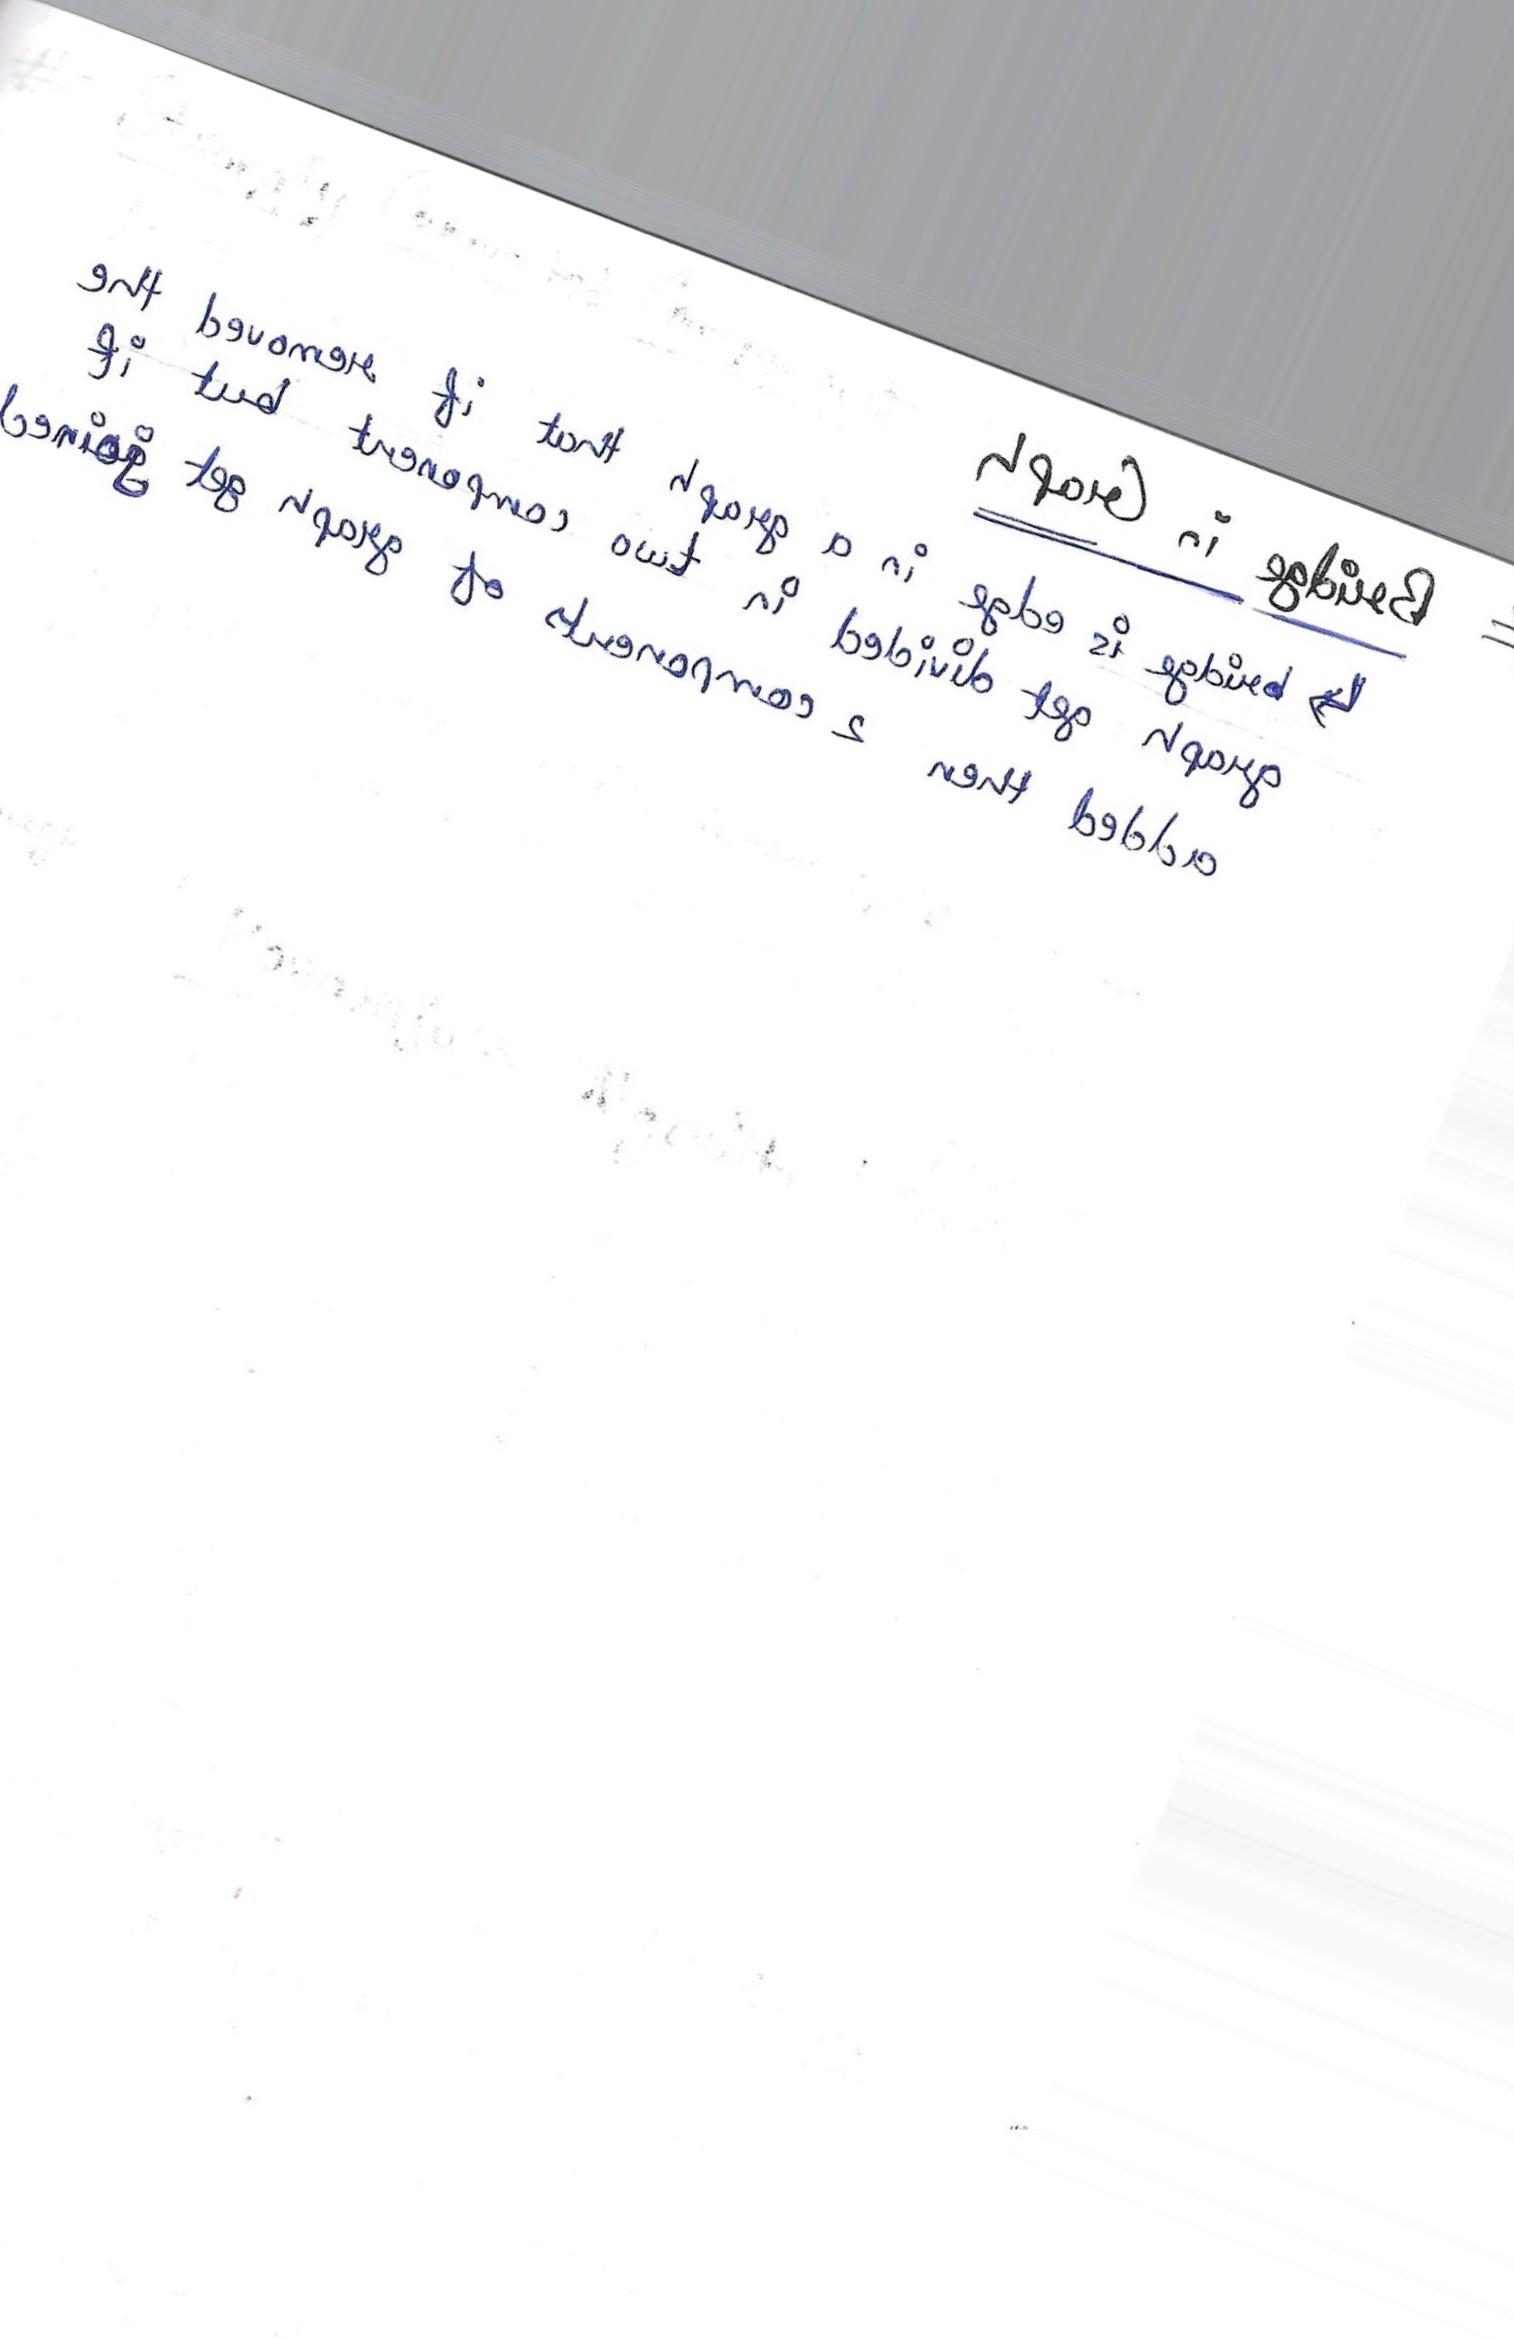 Bridge in Graph
↳ bridge is edge in a graph that if removed the
graph get divided in two component but if
added then 2 components of graph get joined